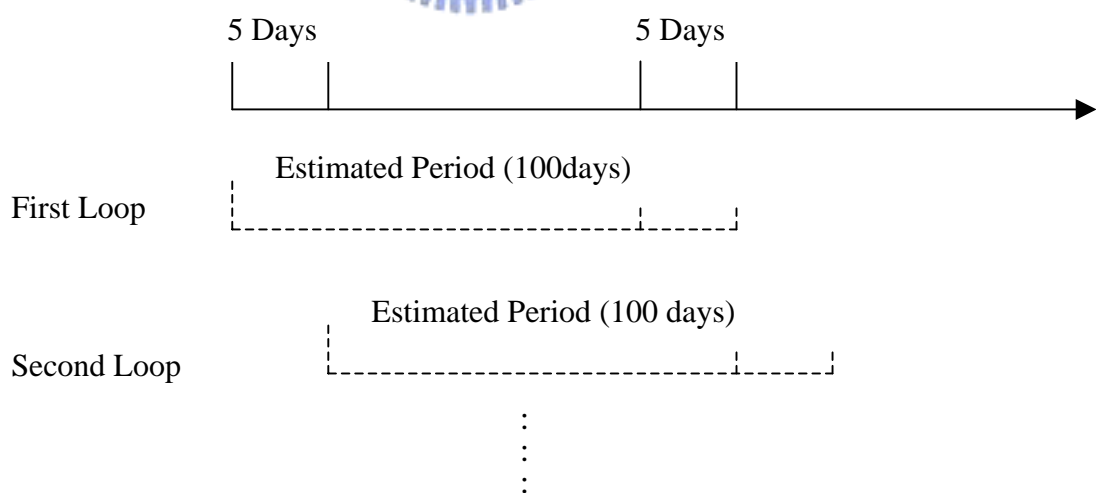 5 Days 5 Days
Estimated Period (100days)
First Loop
Estimated Period (100 days)
Second Loop